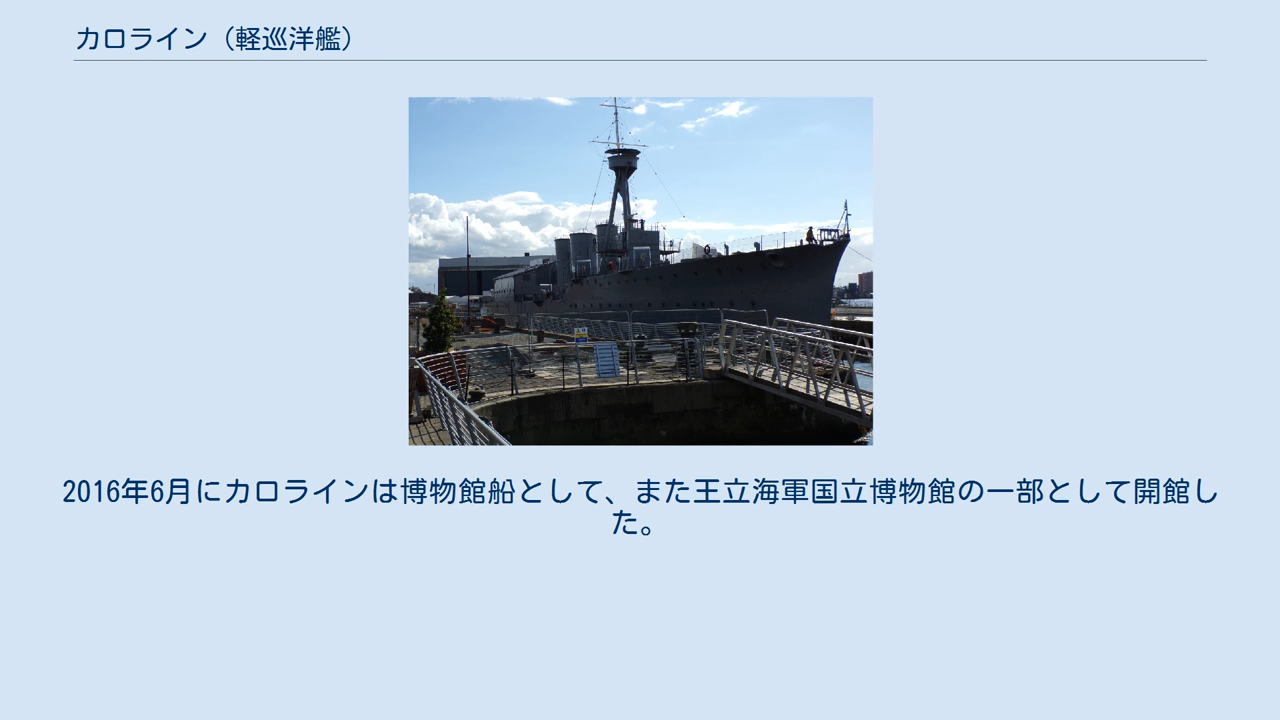 カロライン（軽巡洋艦）
2016年6月にカロラインは博物館船として、また王立海軍国立博物館の一部として開館し
た。